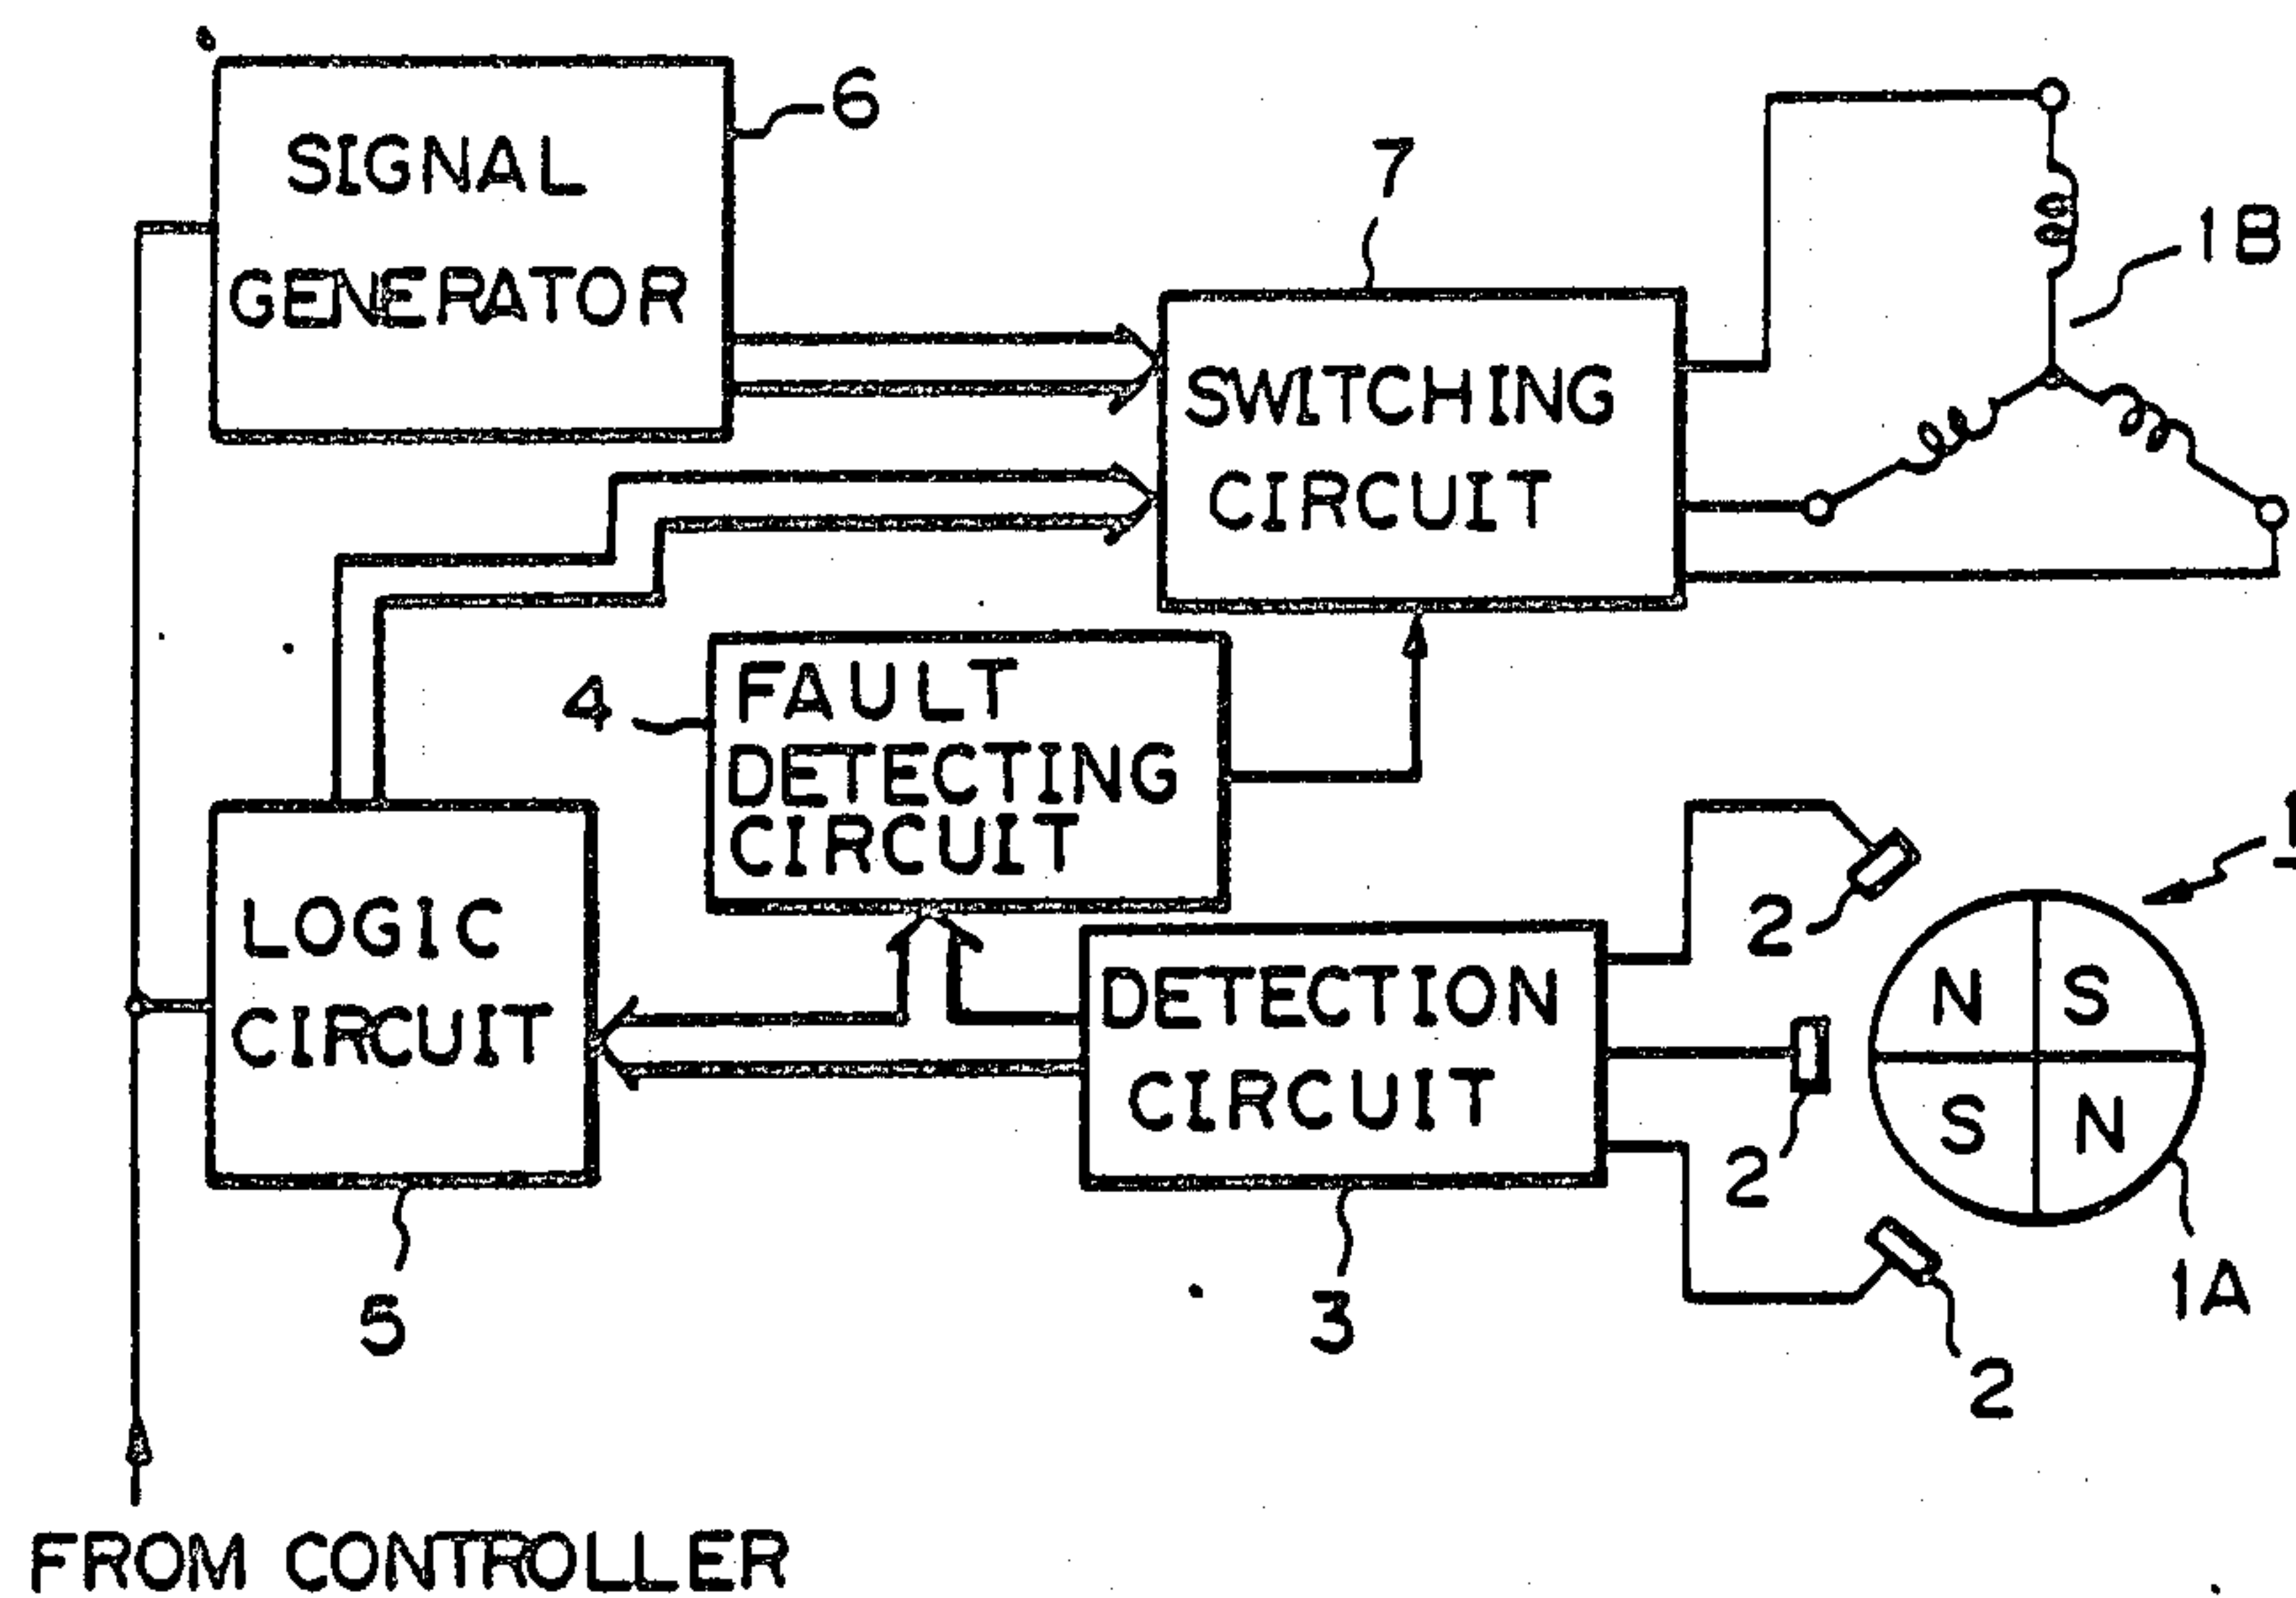 SIGNAL
GENERATOR
6
7
SWITCHING
CIRCUIT
1B
4
FAULT
DETECTING
CIRCUIT
LOGIC
CIRCUIT
5
DETECTION
CIRCUIT
3
2
2
2
1
N
S
S
N
1A
FROM CONTROLLER